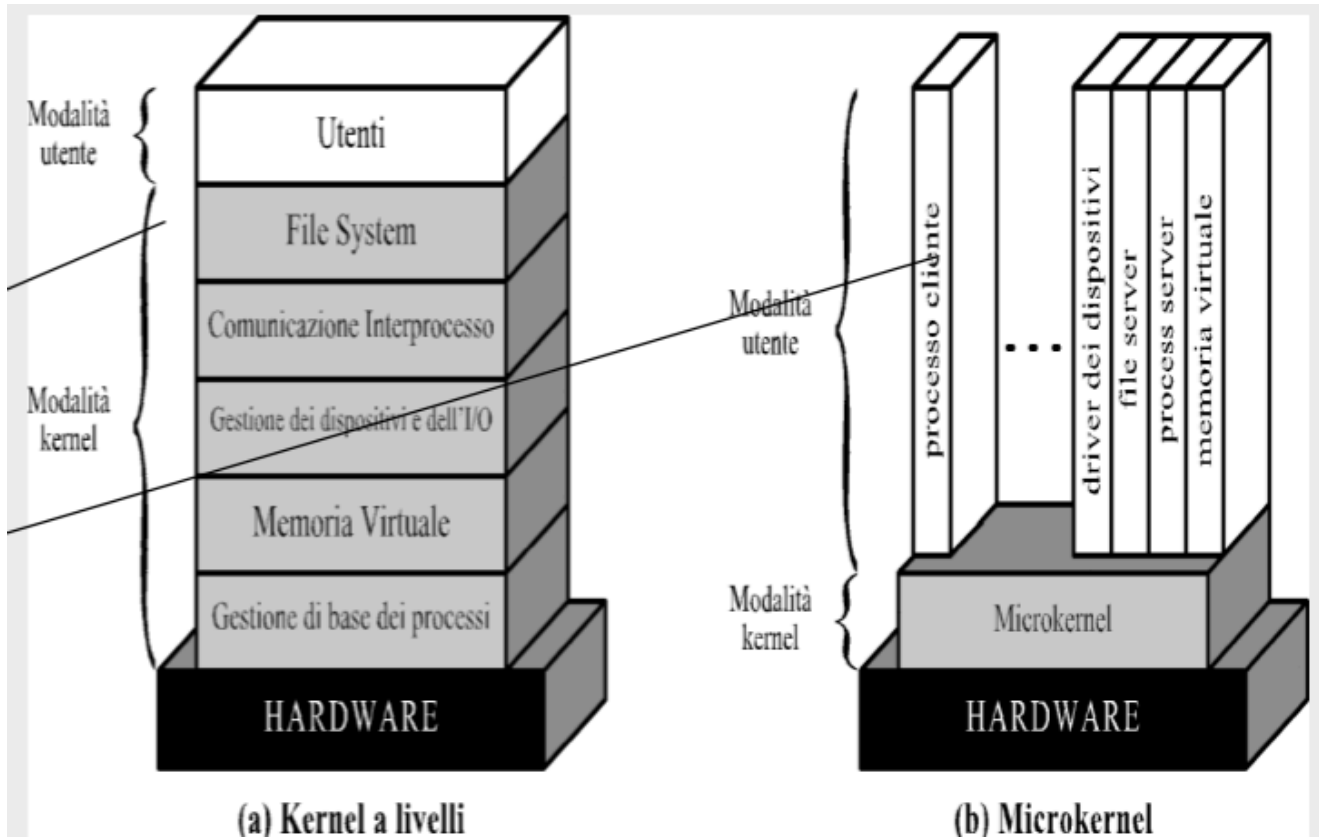 Modalità
utente
Utenti
File System
Comunicazione Interprocesso
Gestione dei dispositivi e dell'I/O
Memoria Virtuale
Gestione di base dei processi
HARDWARE
Modalità
kernel
(a) Kernel a livelli
Modalità
utente
processo cliente
...
driver dei dispositivi
file server
process server
memoria virtuale
Modalità
kernel
Microkernel
HARDWARE
(b) Microkernel